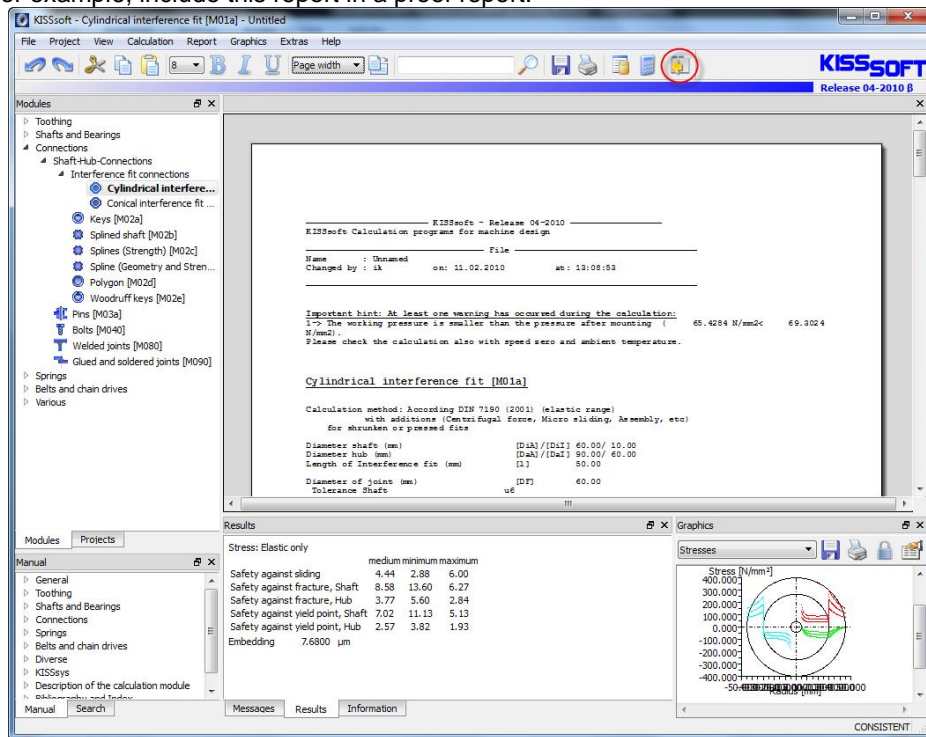 or example, include this report in a proof report.
KISSsoft - Cylindrical interference fit [M01a] - Untitled
File Project View Calculation Report Graphics Extras Help
8 B I U Page width
KISSsoft
Release 04-2010 β
Modules
Toothing
Shafts and Bearings
Connections
Shaft-Hub-Connections
Interference fit connections
Cylindrical interfere...
Conical interference fit ...
Keys [M02a]
Splined shaft [M02b]
Splines (Strength) [M02c]
Spline (Geometry and Stren...
Polygon [M02d]
Woodruff keys [M02e]
Pins [M03a]
Bolts [M040]
Welded joints [M080]
Glued and soldered joints [M090]
Springs
Belts and chain drives
Various
Modules Projects
KISSsoft - Release 04-2010
KISSsoft Calculation programs for machine design
File
Name : Unnamed
Changed by : ik on: 11.02.2010 at: 13:08:53
Important hint: At least one warning has occurred during the calculation:
1-> The working pressure is smaller than the pressure after mounting ( 65.4284 N/mm2< 69.3024
N/mm2).
Please check the calculation also with speed zero and ambient temperature.
Cylindrical interference fit [M01a]
Calculation method: According DIN 7190 (2001) (elastic range)
with additions (Centrifugal force, Micro sliding, Assembly, etc)
for shrunken or pressed fits
Diameter shaft (mm) [DiA]/[DiI] 60.00/ 10.00
Diameter hub (mm) [DaA]/[DaI] 90.00/ 60.00
Length of Interference fit (mm) [l] 50.00
Diameter of joint (mm) [DF] 60.00
Tolerance Shaft u6
Manual
General
Toothing
Shafts and Bearings
Connections
Springs
Belts and chain drives
Diverse
KISSsys
Description of the calculation module
Bibliography and Index
Manual Search
Results
Stress: Elastic only
medium minimum maximum
Safety against sliding 4.44 2.88 6.00
Safety against fracture, Shaft 8.58 13.60 6.27
Safety against fracture, Hub 3.77 5.60 2.84
Safety against yield point, Shaft 7.02 11.13 5.13
Safety against yield point, Hub 2.57 3.82 1.93
Embedding 7.6800 μm
Messages Results Information
Graphics
Stresses
Stress [N/mm²]
400.000
300.000
200.000
100.000
0.000
-100.000
-200.000
-300.000
-400.000
Radius [mm]
CONSISTENT